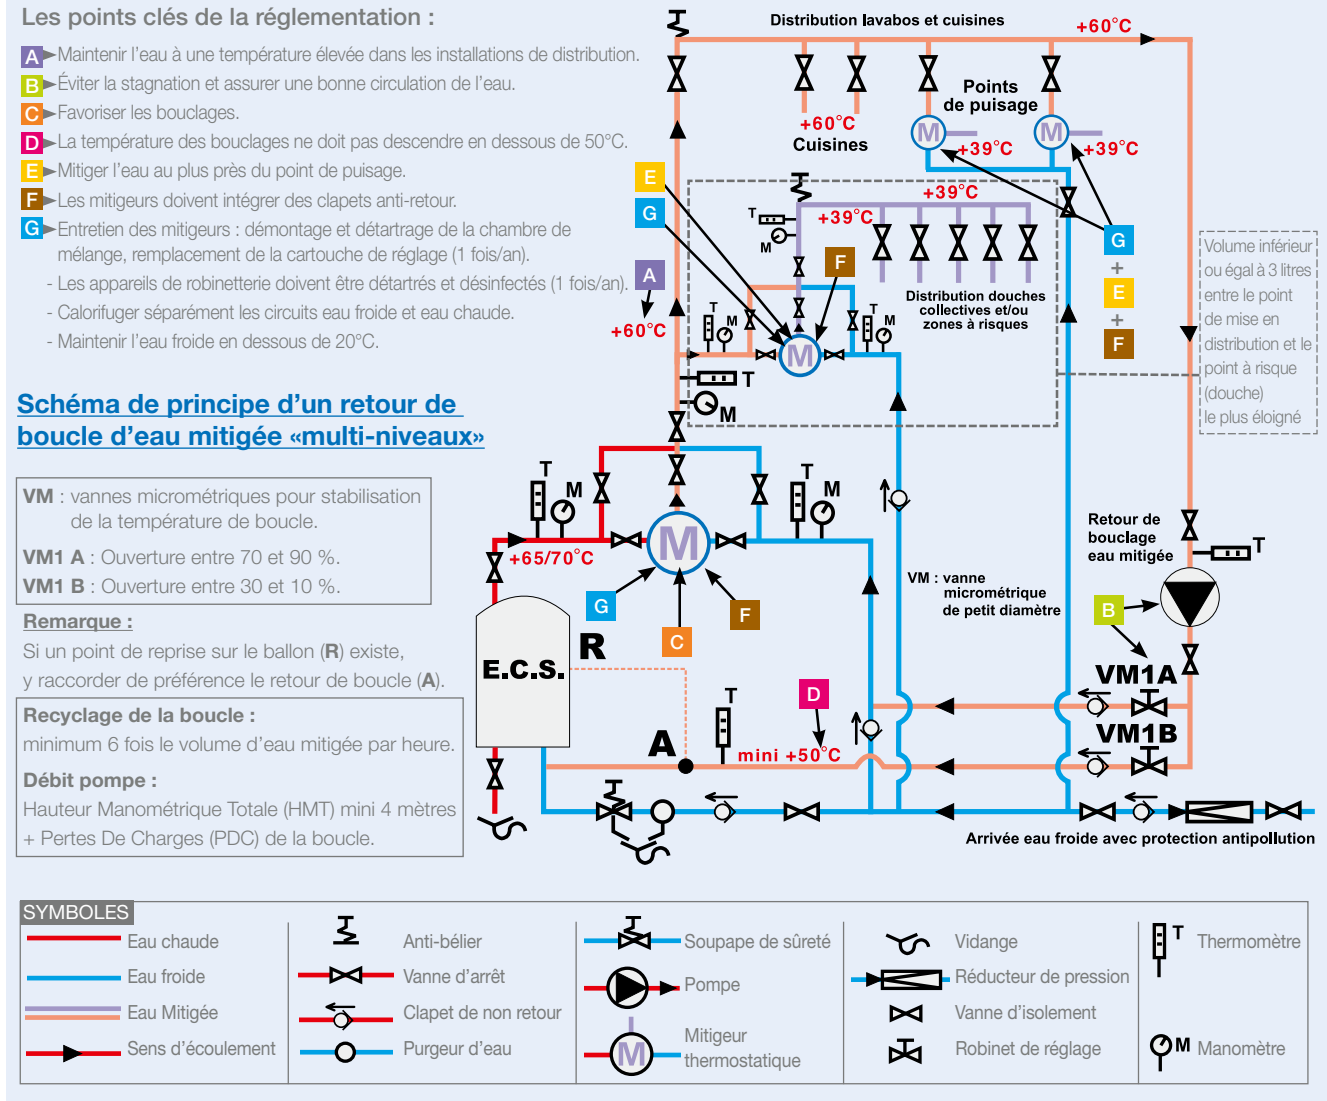 Les points clés de la réglementation :
A Maintenir l'eau à une température élevée dans les installations de distribution.
B Éviter la stagnation et assurer une bonne circulation de l'eau.
C Favoriser les bouclages.
D La température des bouclages ne doit pas descendre en dessous de 50°C.
E Mitiger l'eau au plus près du point de puisage.
F Les mitigeurs doivent intégrer des clapets anti-retour.
G Entretien des mitigeurs : démontage et détartrage de la chambre de
mélange, remplacement de la cartouche de réglage (1 fois/an).
- Les appareils de robinetterie doivent être détartrés et désinfectés (1 fois/an).
- Calorifuger séparément les circuits eau froide et eau chaude.
- Maintenir l'eau froide en dessous de 20°C.
Schéma de principe d'un retour de
boucle d'eau mitigée «multi-niveaux»
VM : vannes micrométriques pour stabilisation
de la température de boucle.
VM1 A : Ouverture entre 70 et 90 %.
VM1 B : Ouverture entre 30 et 10 %.
Remarque :
Si un point de reprise sur le ballon (R) existe,
y raccorder de préférence le retour de boucle (A).
Recyclage de la boucle :
minimum 6 fois le volume d'eau mitigée par heure.
Débit pompe :
Hauteur Manométrique Totale (HMT) mini 4 mètres
+ Pertes De Charges (PDC) de la boucle.
Distribution lavabos et cuisines
+60°C
Points
de puisage
+60°C
Cuisines
M
+39°C
M
+39°C
E
G
A
+60°C
+39°C
+39°C
T
M
F
Distribution douches
collectives et/ou
zones à risques
T
M
M
T
M
T
M
G
+
E
+
F
Volume inférieur
ou égal à 3 litres
entre le point
de mise en
distribution et le
point à risque
(douche)
le plus éloigné
T
M
T
M
+65/70°C
M
G
C
F
E.C.S.
R
A
T
mini +50°C
D
VM : vanne
micrométrique
de petit diamètre
Retour de
bouclage
eau mitigée
T
B
VM1A
VM1B
Arrivée eau froide avec protection antipollution
SYMBOLES
Eau chaude
Eau froide
Eau Mitigée
Sens d'écoulement
Anti-bélier
Vanne d'arrêt
Clapet de non retour
Purgeur d'eau
Soupape de sûreté
Pompe
M
Mitigeur
thermostatique
Vidange
Réducteur de pression
Vanne d'isolement
Robinet de réglage
T
Thermomètre
M
Manomètre